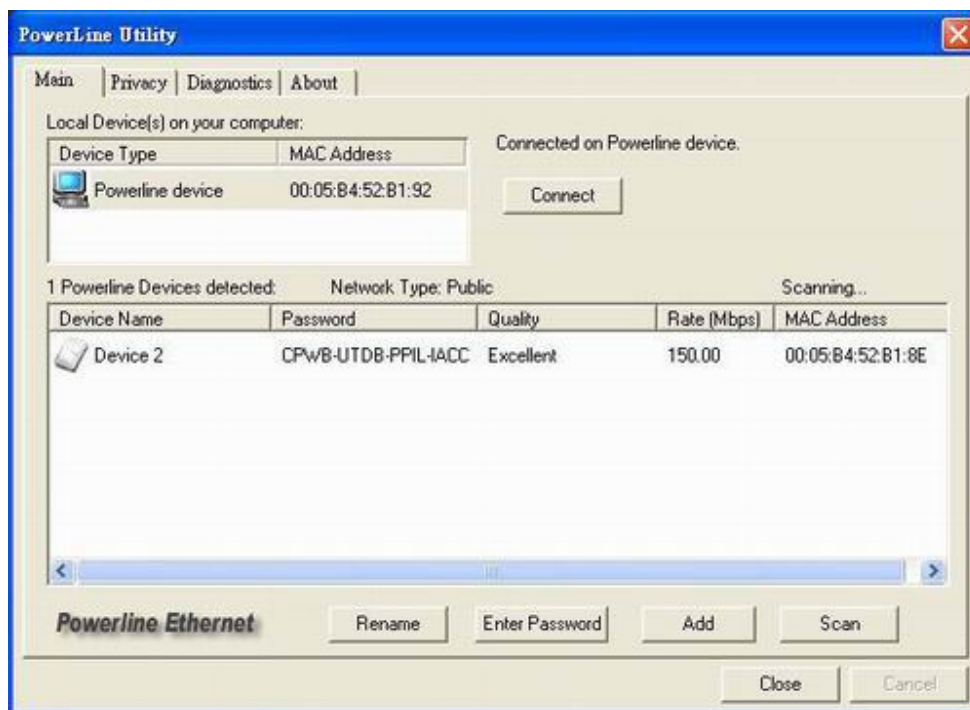 PowerLine Utility
Main Privacy Diagnostics About
Local Device(s) on your computer:
Device Type MAC Address
Powerline device 00:05:B4:52:B1:92
Connected on Powerline device.
Connect
1 Powerline Devices detected: Network Type: Public Scanning...
Device Name Password Quality Rate (Mbps) MAC Address
Device 2 CPWB-UTDB-PPIL-IACC Excellent 150.00 00:05:B4:52:B1:8E
Powerline Ethernet Rename Enter Password Add Scan
Close Cancel